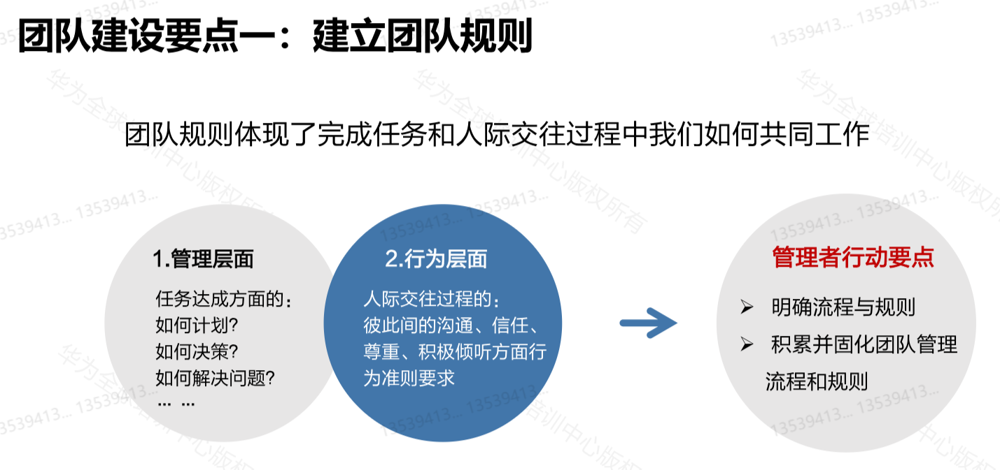 团队建设要点一：建立团队规则
团队规则体现了完成任务和人际交往过程中我们如何共同工作
1.管理层面
任务达成方面的：
如何计划?
如何决策?
如何解决问题?
... ...
2.行为层面
人际交往过程的：
彼此间的沟通、信任、
尊重、积极倾听方面行
为准则要求
管理者行动要点
➢ 明确流程与规则
➢ 积累并固化团队管理
流程和规则
华为全球培训中心版权所有
13539413... 13539413...